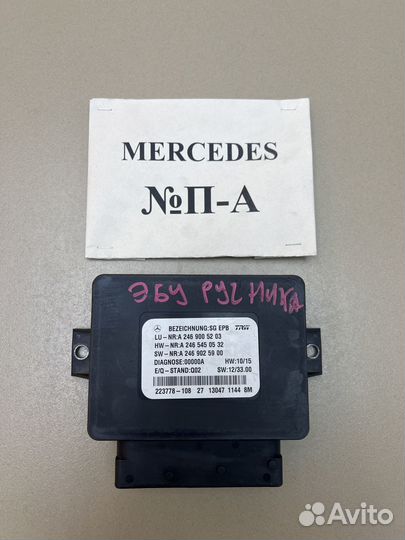 MERCEDES
№П-А
ЭБУ РУЧНИКА
BEZEICHNUNG:SG EPB TRW
LU-NR:A 246 900 52 03
HW-NR:A 246 545 05 32
SW-NR:A 246 902 59 00
DIAGNOSE:00000A HW:10/15
E/Q-STAND:Q02 SW:12/33.00
223778-108 27 13047 1144 8M
Avito